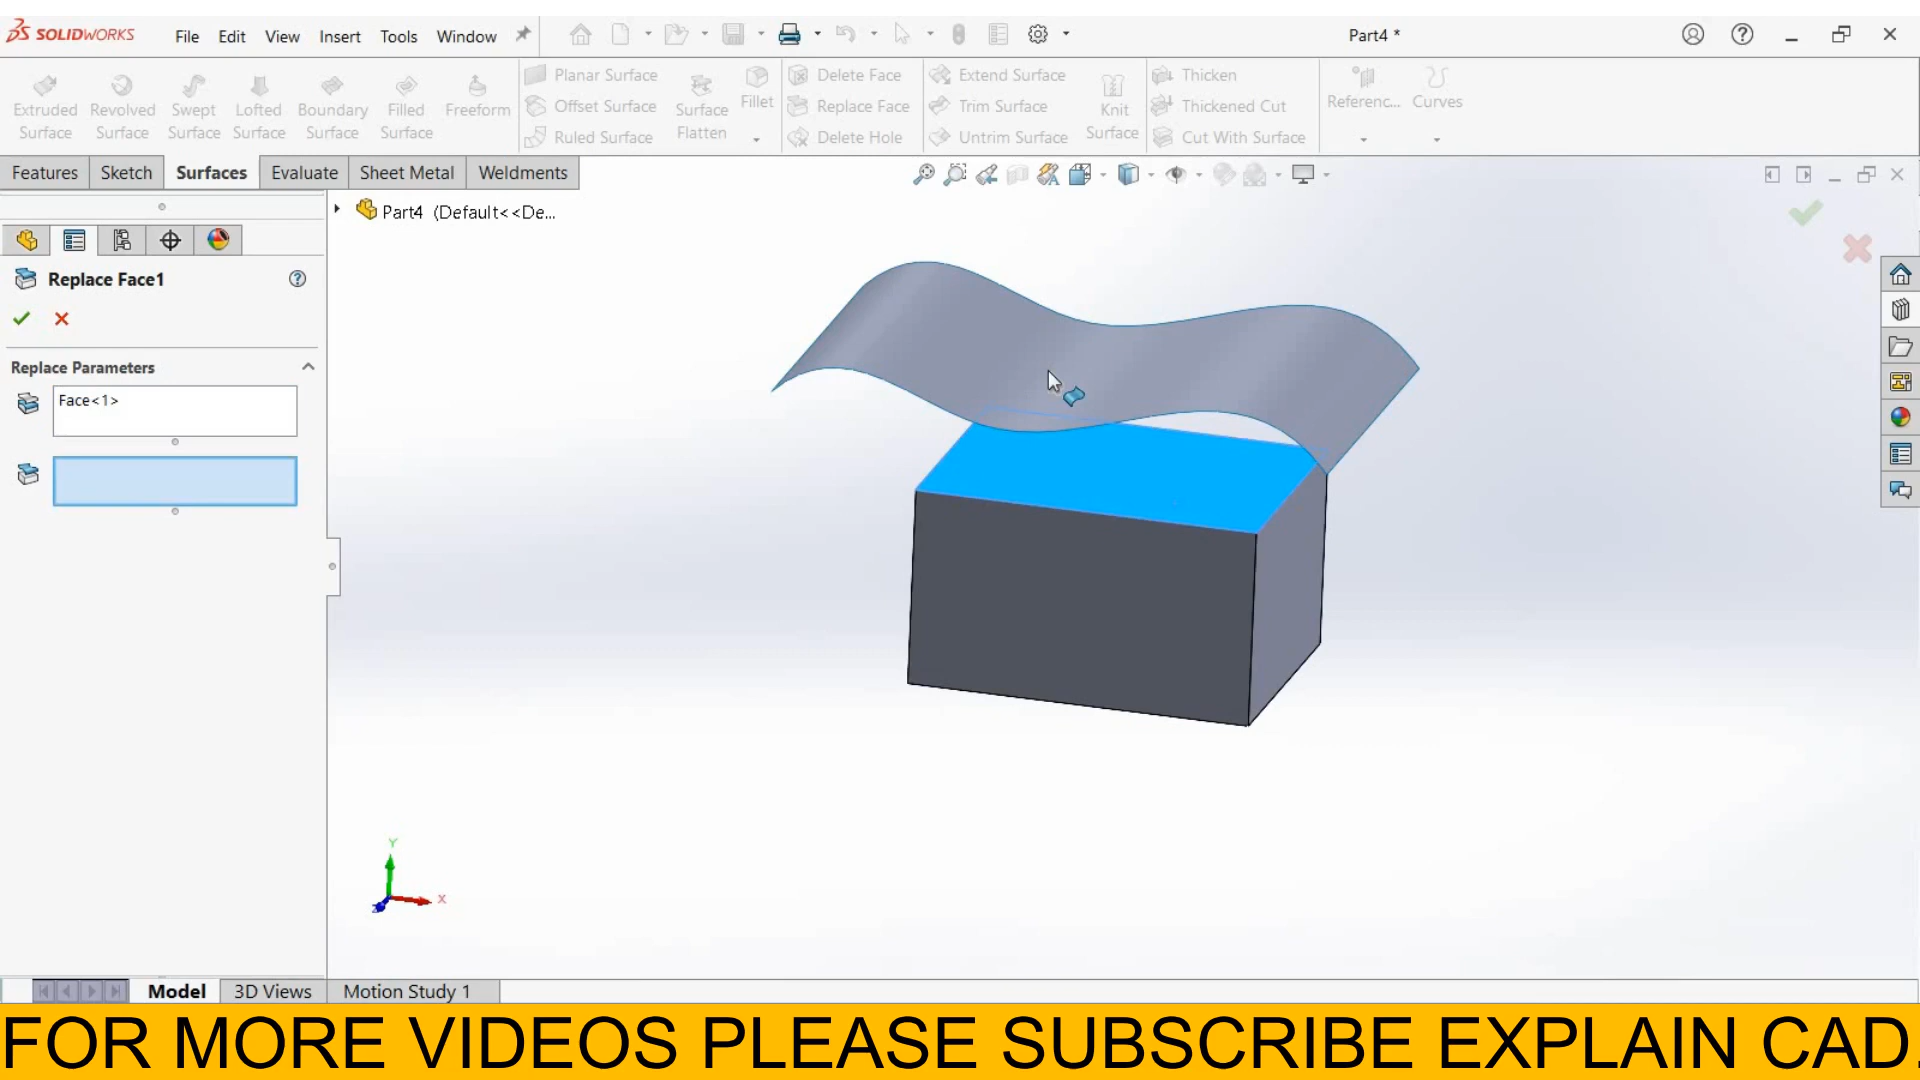 SOLIDWORKS File Edit View Insert Tools Window Part4 *
Extruded Surface
Revolved Surface
Swept Surface
Lofted Surface
Boundary Surface
Filled Surface
Freeform
Planar Surface
Offset Surface
Ruled Surface
Surface Flatten
Fillet
Delete Face
Replace Face
Delete Hole
Extend Surface
Trim Surface
Untrim Surface
Knit Surface
Thicken
Thickened Cut
Cut With Surface
Referenc...
Curves
Features Sketch Surfaces Evaluate Sheet Metal Weldments
Part4 (Default<<De...
Replace Face1
Replace Parameters
Face<1>
Y
X
Z
Model 3D Views Motion Study 1
FOR MORE VIDEOS PLEASE SUBSCRIBE EXPLAIN CAD.